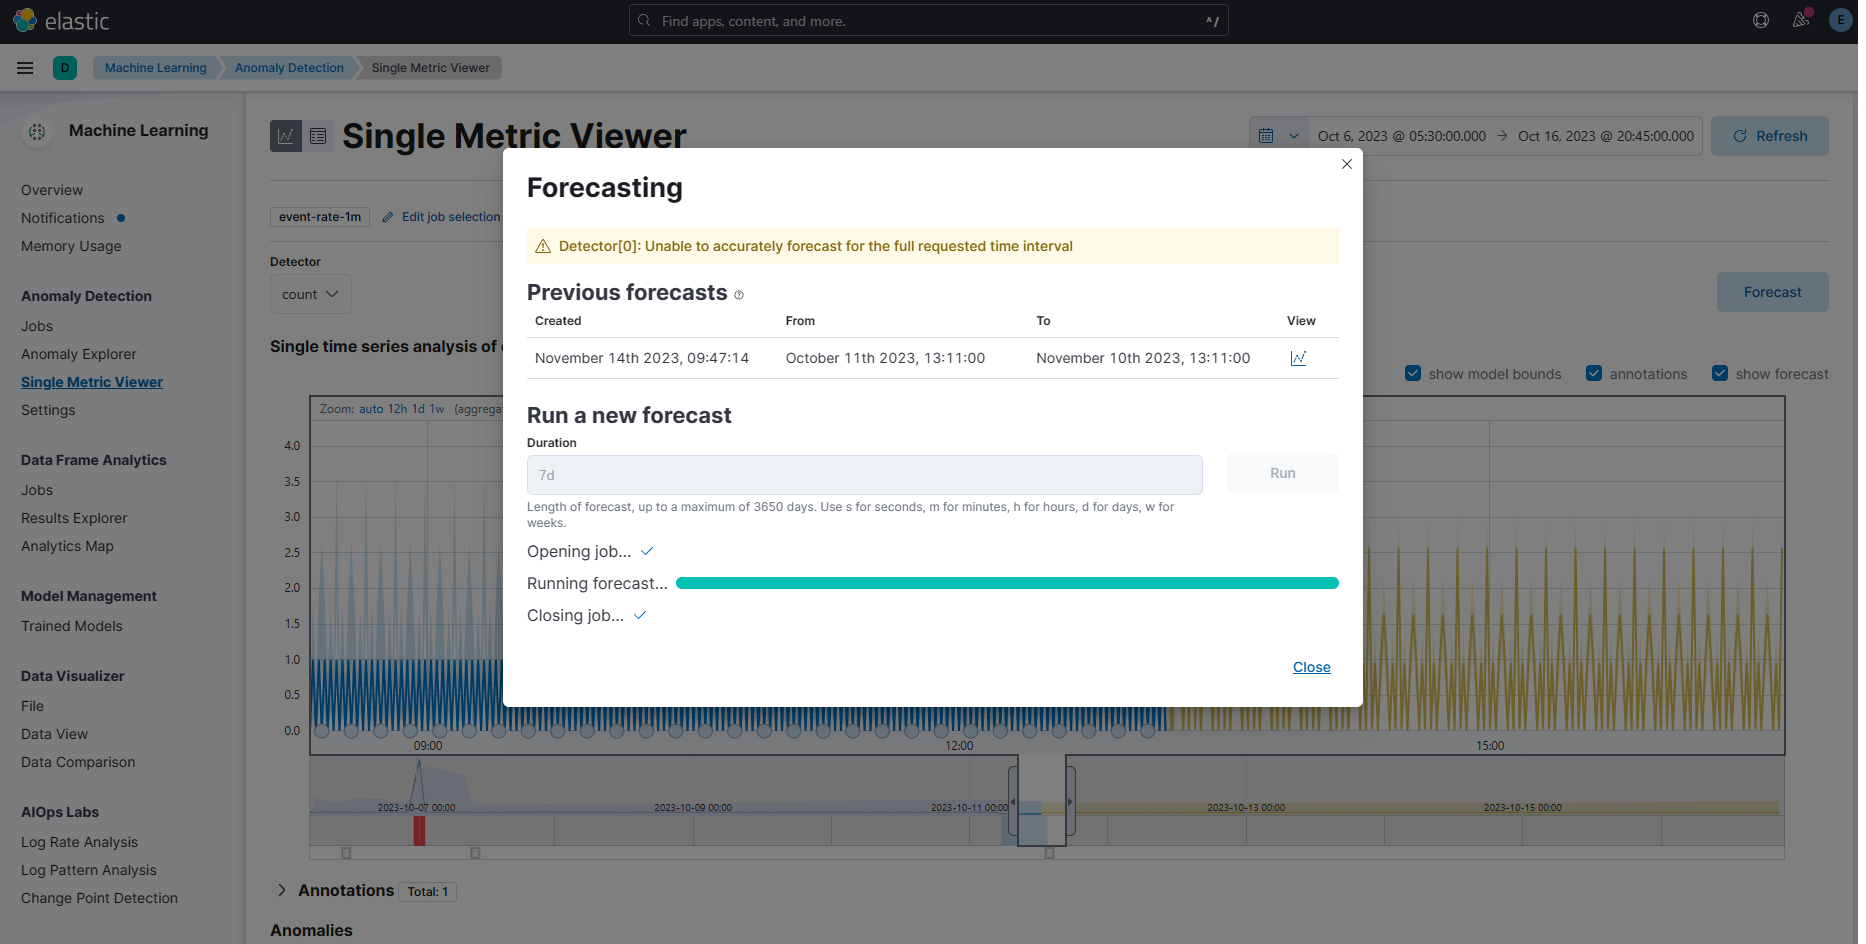 elastic
Find apps, content, and more.
^/
E
D
Machine Learning
Anomaly Detection
Single Metric Viewer
Machine Learning
Overview
Notifications
Memory Usage
Anomaly Detection
Jobs
Anomaly Explorer
Single Metric Viewer
Settings
Data Frame Analytics
Jobs
Results Explorer
Analytics Map
Model Management
Trained Models
Data Visualizer
File
Data View
Data Comparison
AIOps Labs
Log Rate Analysis
Log Pattern Analysis
Change Point Detection
Single Metric Viewer
Oct 6, 2023 @ 05:30:00.000 → Oct 16, 2023 @ 20:45:00.000
Refresh
event-rate-1m
Edit job selection
Detector
count
Forecast
Single time series analysis of
show model bounds
annotations
show forecast
Zoom: auto 12h 1d 1w (aggrega
4.0
3.5
3.0
2.5
2.0
1.5
1.0
0.5
0.0
09:00
12:00
15:00
2023-10-07 00:00
2023-10-09 00:00
2023-10-11 00:00
2023-10-13 00:00
2023-10-15 00:00
Annotations Total: 1
Anomalies
Forecasting
Detector[0]: Unable to accurately forecast for the full requested time interval
Previous forecasts
Created From To View
November 14th 2023, 09:47:14 October 11th 2023, 13:11:00 November 10th 2023, 13:11:00
Run a new forecast
Duration
7d
Run
Length of forecast, up to a maximum of 3650 days. Use s for seconds, m for minutes, h for hours, d for days, w for
weeks.
Opening job...
Running forecast...
Closing job...
Close